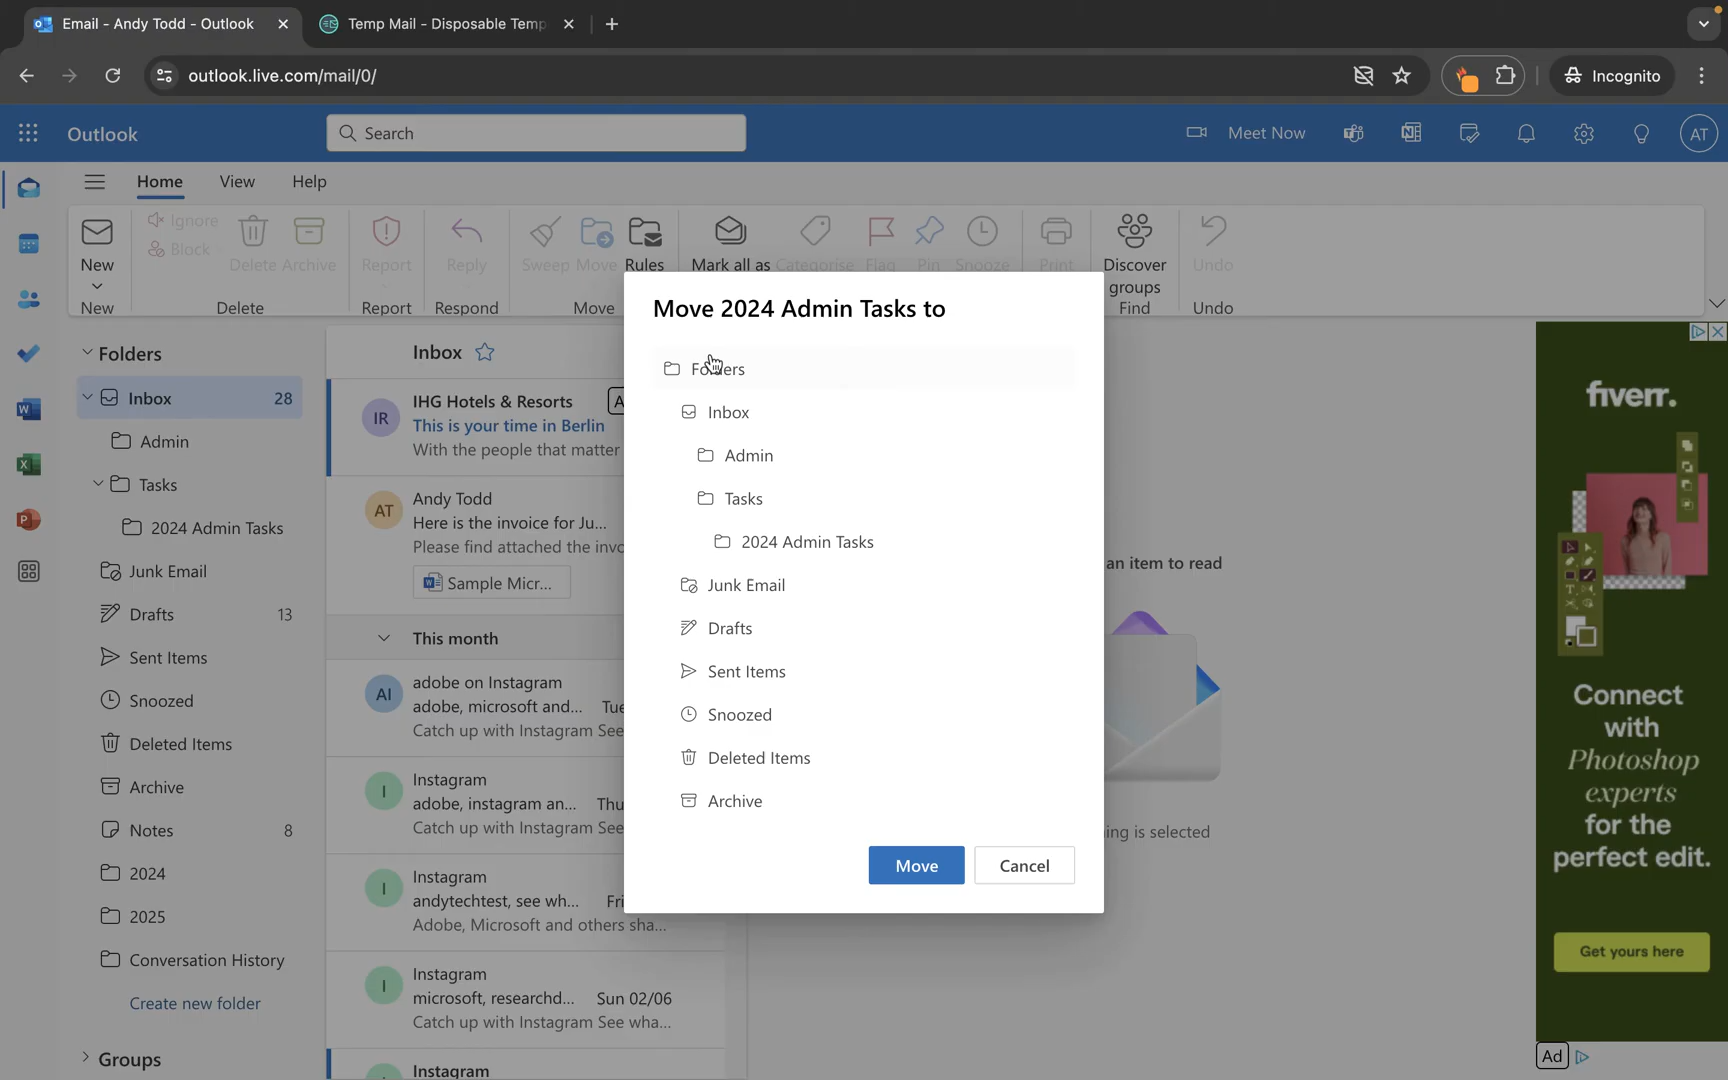 Email - Andy Todd - Outlook
Temp Mail - Disposable Temp
outlook.live.com/mail/0/
Incognito
Outlook
Search
Meet Now
AT
Home
View
Help
New
New
Ignore
Block
Delete
Archive
Delete
Report
Report
Reply
Respond
Sweep
Move
Rules
Move
Mark all as
Categorise
Flag
Pin
Snooze
Print
Discover
groups
Find
Undo
Undo
Folders
Inbox 28
Admin
Tasks
2024 Admin Tasks
Junk Email
Drafts 13
Sent Items
Snoozed
Deleted Items
Archive
Notes 8
2024
2025
Conversation History
Create new folder
Groups
Inbox
IR
IHG Hotels & Resorts
This is your time in Berlin
With the people that matter
AT
Andy Todd
Here is the invoice for Ju...
Please find attached the invo
Sample Micr...
This month
AI
adobe on Instagram
adobe, microsoft and... Tue
Catch up with Instagram See
I
Instagram
adobe, instagram an... Thu
Catch up with Instagram See
I
Instagram
andytechtest, see wh... Fri
Adobe, Microsoft and others sha...
I
Instagram
microsoft, researchd... Sun 02/06
Catch up with Instagram See wha...
Instagram
Move 2024 Admin Tasks to
Folders
Inbox
Admin
Tasks
2024 Admin Tasks
Junk Email
Drafts
Sent Items
Snoozed
Deleted Items
Archive
Move
Cancel
an item to read
ing is selected
fiverr.
Connect
with
Photoshop
experts
for the
perfect edit.
Get yours here
Ad